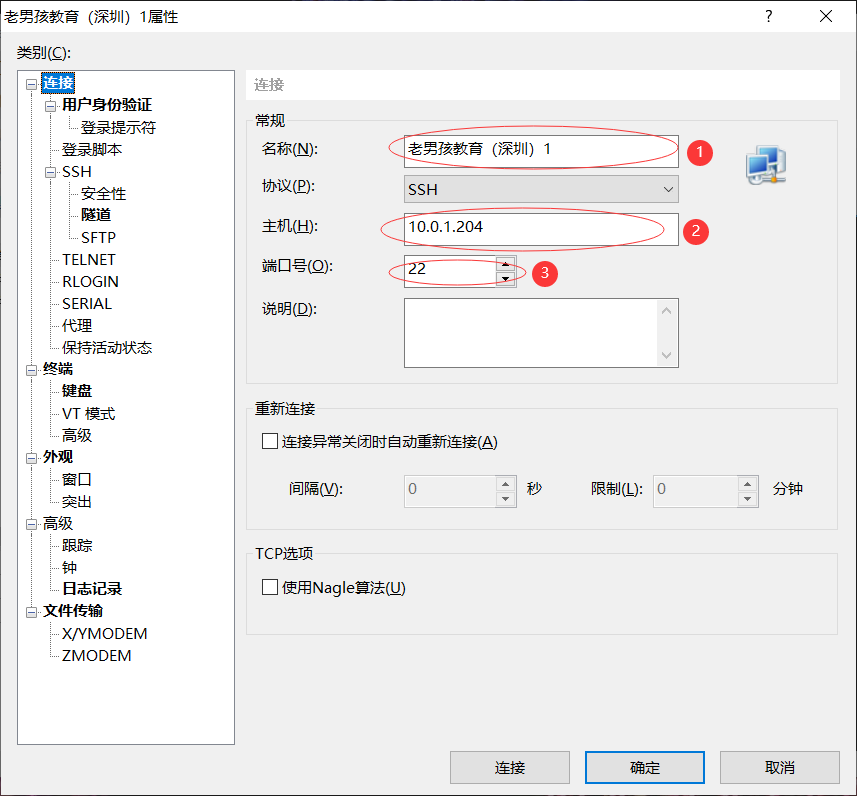 老男孩教育（深圳）1属性
?
类别(C):
连接
用户身份验证
登录提示符
登录脚本
SSH
安全性
隧道
SFTP
TELNET
RLOGIN
SERIAL
代理
保持活动状态
终端
键盘
VT 模式
高级
外观
窗口
突出
高级
跟踪
钟
日志记录
文件传输
X/YMODEM
ZMODEM
连接
常规
名称(N): 老男孩教育（深圳）1 1
协议(P): SSH
主机(H): 10.0.1.204 2
端口号(O): 22 3
说明(D):
重新连接
连接异常关闭时自动重新连接(A)
间隔(V): 0 秒 限制(L): 0 分钟
TCP选项
使用Nagle算法(U)
连接 确定 取消